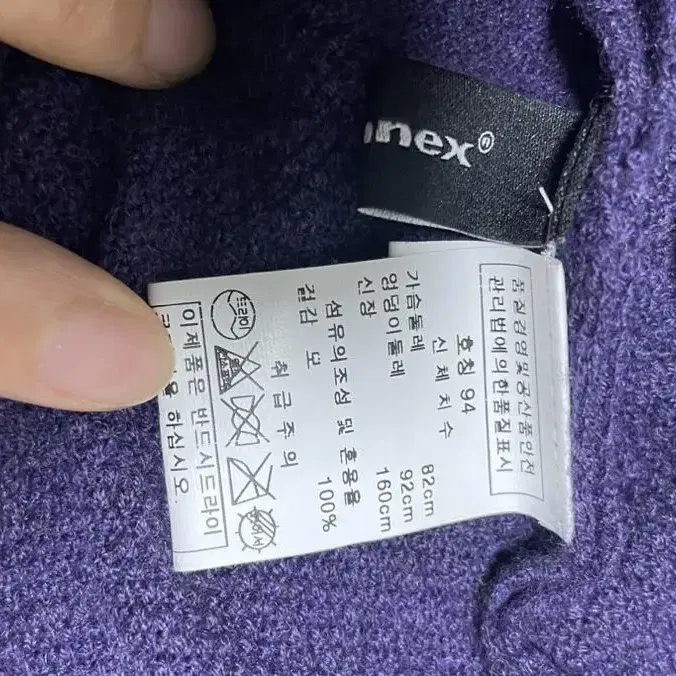 nex®
품질경영및공산품안전
관리법에의한품질표시
호칭 94
신체치수
가슴둘레 82cm
엉덩이둘레 92cm
신장 160cm
섬유의조성 및 혼용율
겉감 모 100%
취급주의
드라이
이제품은 반드시드라이
하십시오.